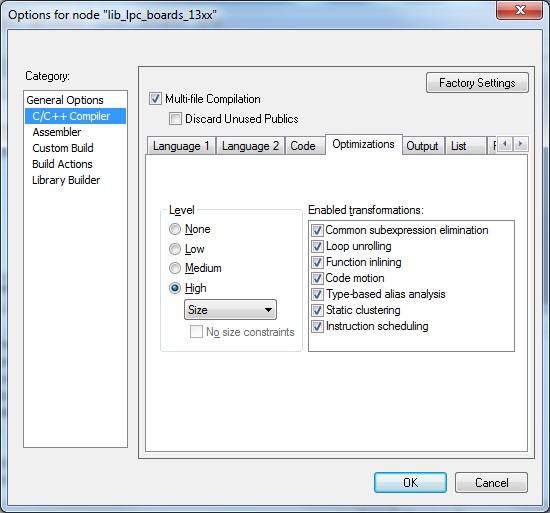 Options for node "lib_lpc_boards_13xx"
Category:
General Options
C/C++ Compiler
Assembler
Custom Build
Build Actions
Library Builder
Factory Settings
Multi-file Compilation
Discard Unused Publics
Language 1 Language 2 Code Optimizations Output List
Level
None
Low
Medium
High
Size
No size constraints
Enabled transformations:
Common subexpression elimination
Loop unrolling
Function inlining
Code motion
Type-based alias analysis
Static clustering
Instruction scheduling
OK Cancel